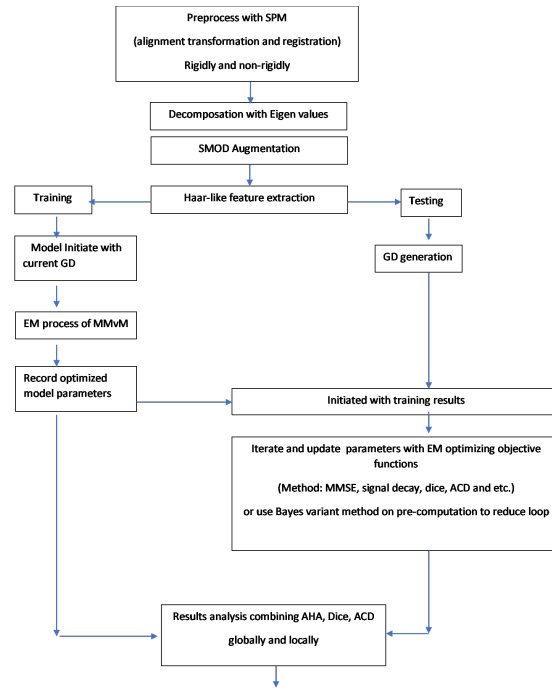 Preprocess with SPM
(alignment transformation and registration)
Rigidly and non-rigidly
Decomposation with Eigen values
SMOD Augmentation
Haar-like feature extraction
Training
Testing
Model Initiate with
current GD
GD generation
EM process of MMvM
Record optimized
model parameters
Initiated with training results
Iterate and update parameters with EM optimizing objective
functions
(Method: MMSE, signal decay, dice, ACD and etc.)
or use Bayes variant method on pre-computation to reduce loop
Results analysis combining AHA, Dice, ACD
globally and locally